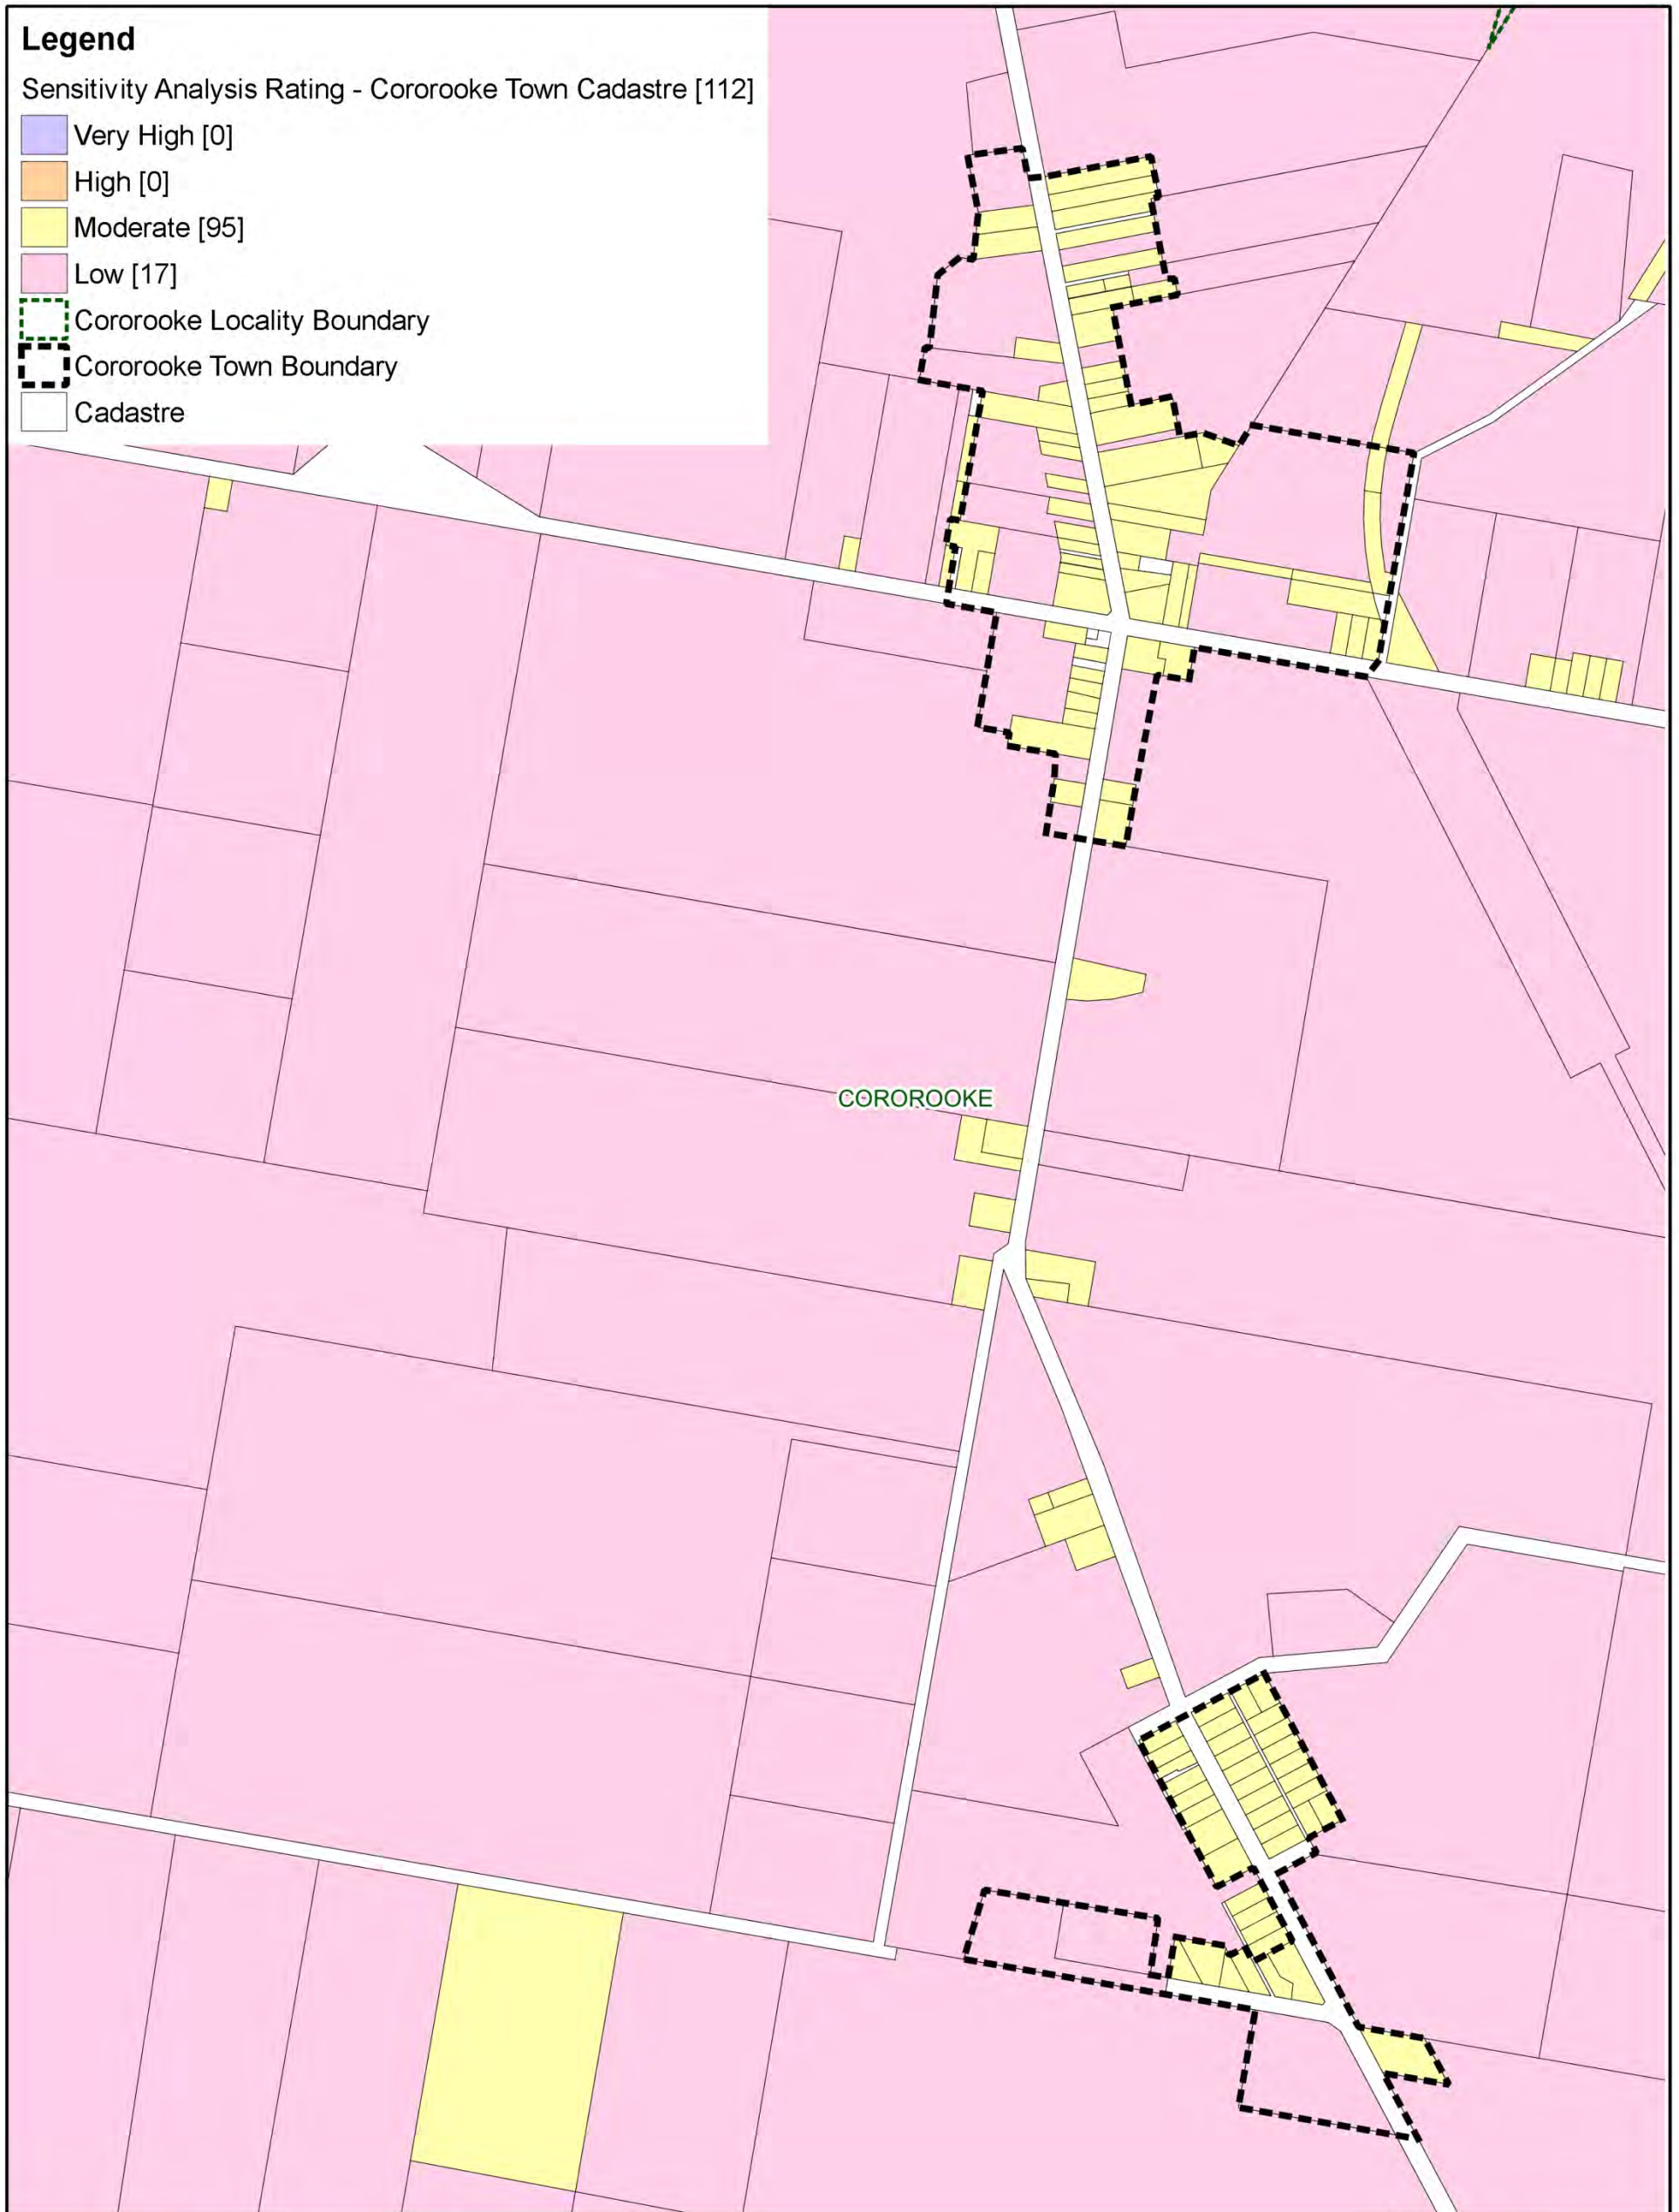 Legend
Sensitivity Analysis Rating - Cororooke Town Cadastre [112]
Very High [0]
High [0]
Moderate [95]
Low [17]
Cororooke Locality Boundary
Cororooke Town Boundary
Cadastre
COROROOKE